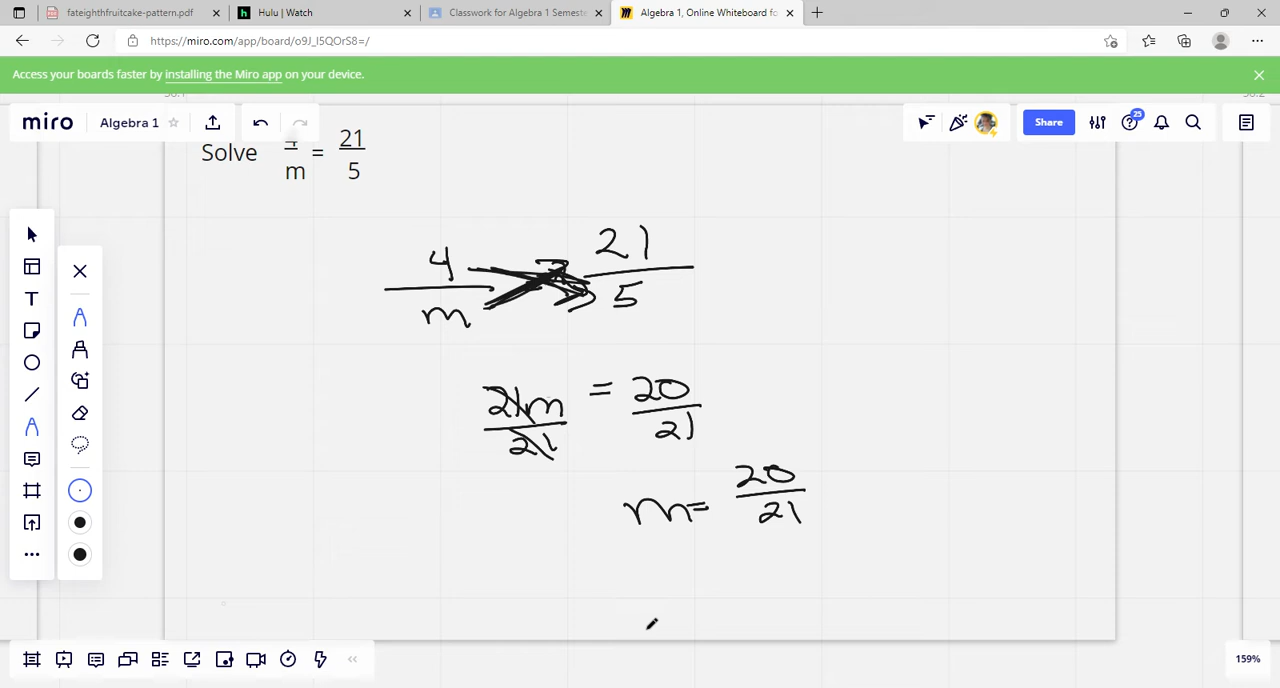 fateighthfruitcake-pattern.pdf
Hulu | Watch
Classwork for Algebra 1 Semeste
Algebra 1, Online Whiteboard fo
https://miro.com/app/board/o9J_l5QOrS8=/
Access your boards faster by installing the Miro app on your device.
miro
Algebra 1
Share
25
21
Solve =
m 5
4 21
m 5
21m = 20
21 21
m= 20
21
159%